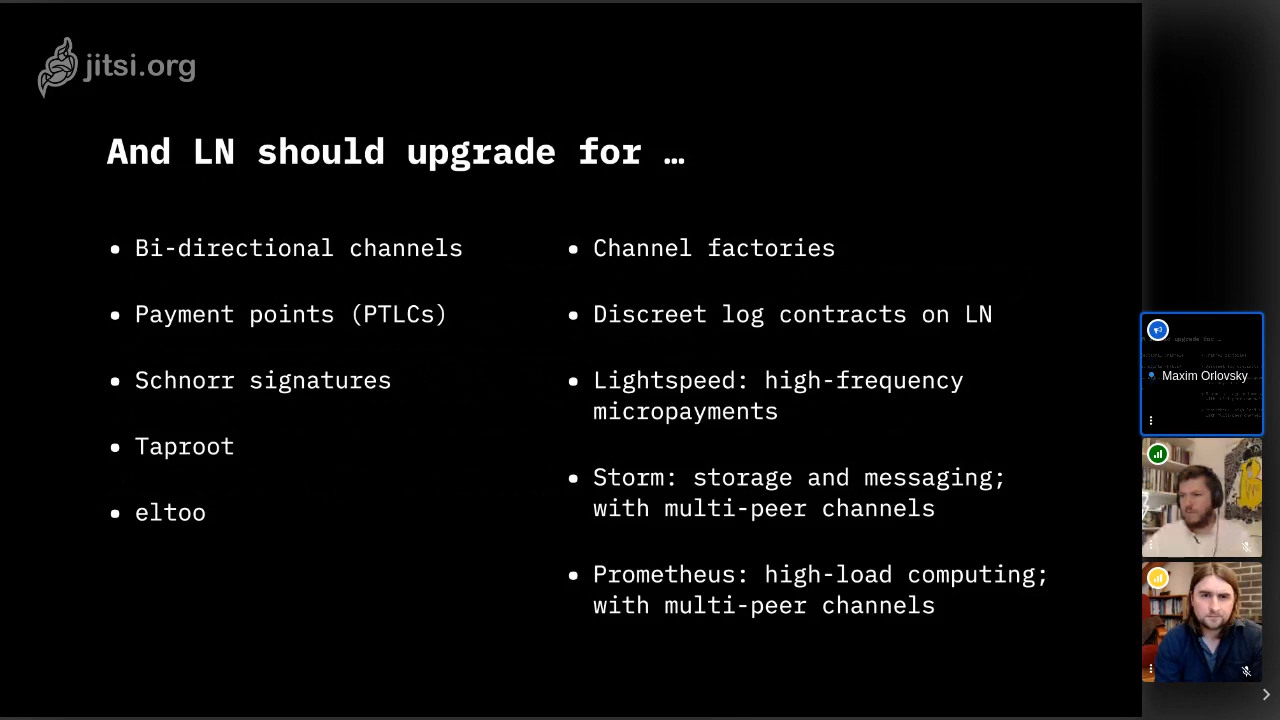 jitsi.org
And LN should upgrade for …
• Bi-directional channels
• Payment points (PTLCs)
• Schnorr signatures
• Taproot
• eltoo
• Channel factories
• Discreet log contracts on LN
• Lightspeed: high-frequency
micropayments
• Storm: storage and messaging;
with multi-peer channels
• Prometheus: high-load computing;
with multi-peer channels
Maxim Orlovsky